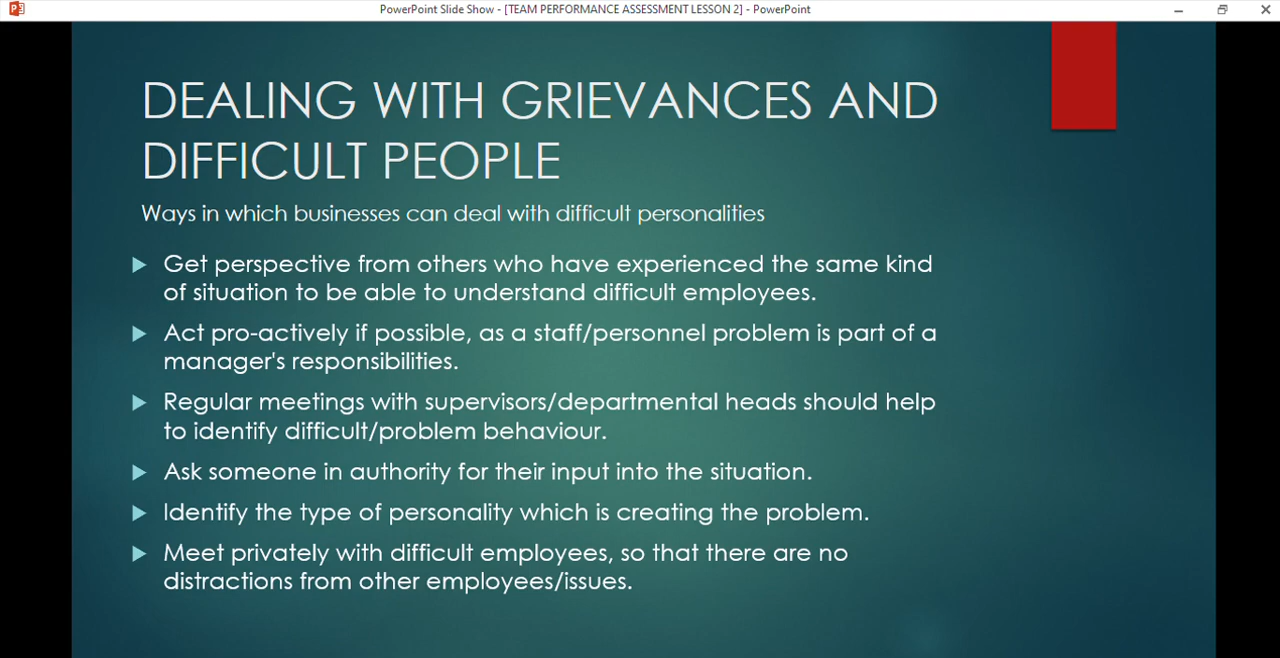 PowerPoint Slide Show - [TEAM PERFORMANCE ASSESSMENT LESSON 2] - PowerPoint
DEALING WITH GRIEVANCES AND
DIFFICULT PEOPLE
Ways in which businesses can deal with difficult personalities
Get perspective from others who have experienced the same kind
of situation to be able to understand difficult employees.
Act pro-actively if possible, as a staff/personnel problem is part of a
manager's responsibilities.
Regular meetings with supervisors/departmental heads should help
to identify difficult/problem behaviour.
Ask someone in authority for their input into the situation.
Identify the type of personality which is creating the problem.
Meet privately with difficult employees, so that there are no
distractions from other employees/issues.